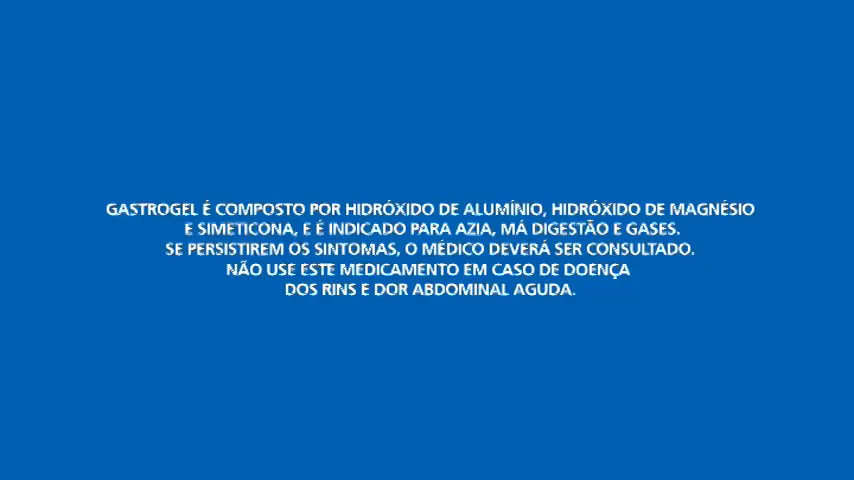 GASTROGEL É COMPOSTO POR HIDRÓXIDO DE ALUMÍNIO, HIDRÓXIDO DE MAGNÉSIO
E SIMETICONA, E É INDICADO PARA AZIA, MÁ DIGESTÃO E GASES.
SE PERSISTIREM OS SINTOMAS, O MÉDICO DEVERÁ SER CONSULTADO.
NÃO USE ESTE MEDICAMENTO EM CASO DE DOENÇA
DOS RINS E DOR ABDOMINAL AGUDA.